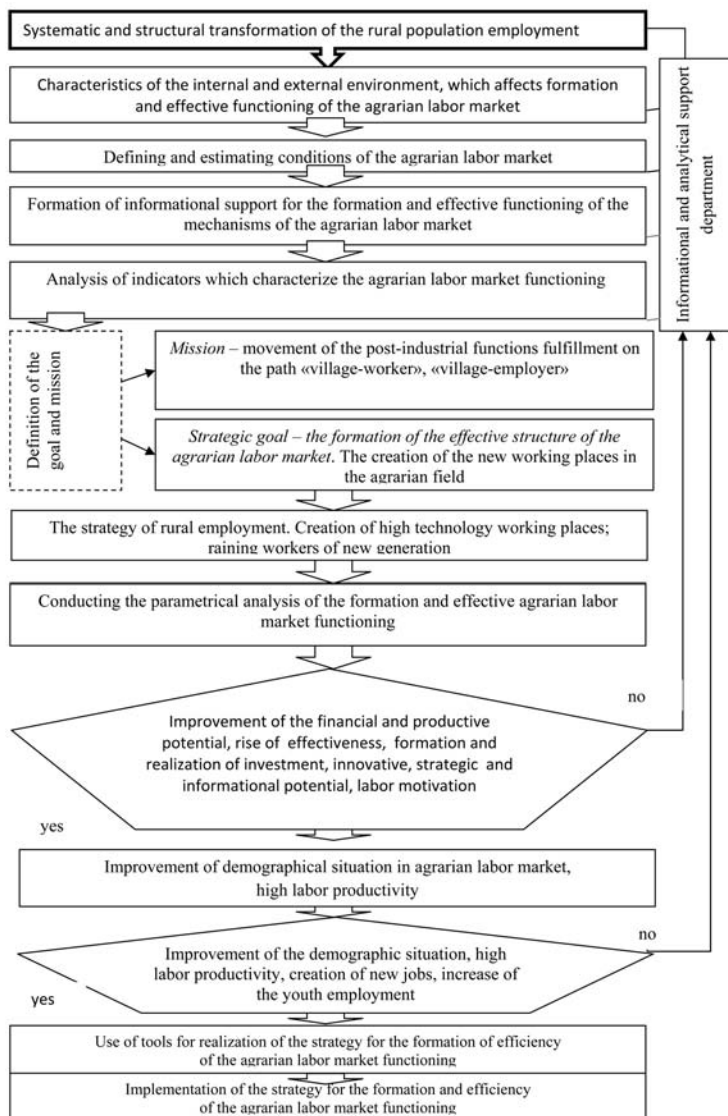 Systematic and structural transformation of the rural population employment
Characteristics of the internal and external environment, which affects formation
and effective functioning of the agrarian labor market
Defining and estimating conditions of the agrarian labor market
Formation of informational support for the formation and effective functioning of the
mechanisms of the agrarian labor market
Analysis of indicators which characterize the agrarian labor market functioning
Informational and analytical support
department
Definition of the
goal and mission
Mission – movement of the post-industrial functions fulfillment on
the path «village-worker», «village-employer»
Strategic goal – the formation of the effective structure of the
agrarian labor market. The creation of the new working places in
the agrarian field
The strategy of rural employment. Creation of high technology working places;
raining workers of new generation
Conducting the parametrical analysis of the formation and effective agrarian labor
market functioning
no
Improvement of the financial and productive
potential, rise of effectiveness, formation and
realization of investment, innovative, strategic and
informational potential, labor motivation
yes
Improvement of demographical situation in agrarian labor market,
high labor productivity
no
Improvement of the demographic situation, high
labor productivity, creation of new jobs, increase of
the youth employment
yes
Use of tools for realization of the strategy for the formation of efficiency
of the agrarian labor market functioning
Implementation of the strategy for the formation and efficiency
of the agrarian labor market functioning